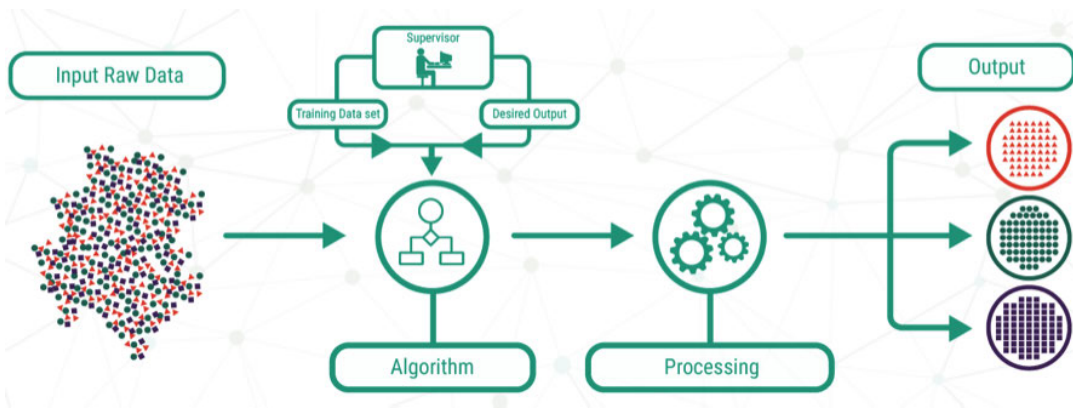 Input Raw Data
Supervisor
Training Data set
Desired Output
Algorithm
Processing
Output